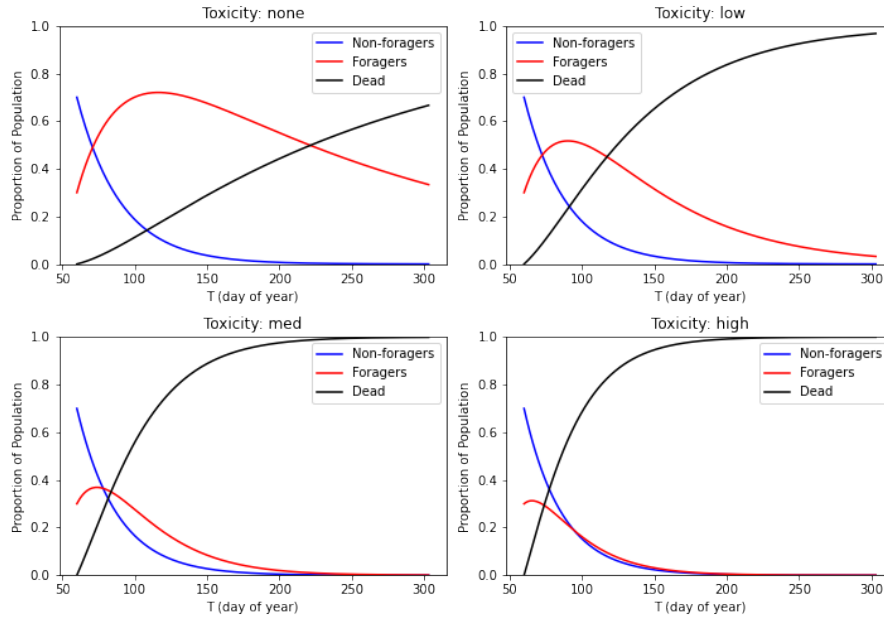 Toxicity: none
1.0
0.8
0.6
0.4
0.2
0.0
Proportion of Population
Non-foragers
Foragers
Dead
50
100
150
200
250
300
T (day of year)
Toxicity: low
1.0
0.8
0.6
0.4
0.2
0.0
Proportion of Population
Non-foragers
Foragers
Dead
50
100
150
200
250
300
T (day of year)
Toxicity: med
1.0
0.8
0.6
0.4
0.2
0.0
Proportion of Population
Non-foragers
Foragers
Dead
50
100
150
200
250
300
T (day of year)
Toxicity: high
1.0
0.8
0.6
0.4
0.2
0.0
Proportion of Population
Non-foragers
Foragers
Dead
50
100
150
200
250
300
T (day of year)